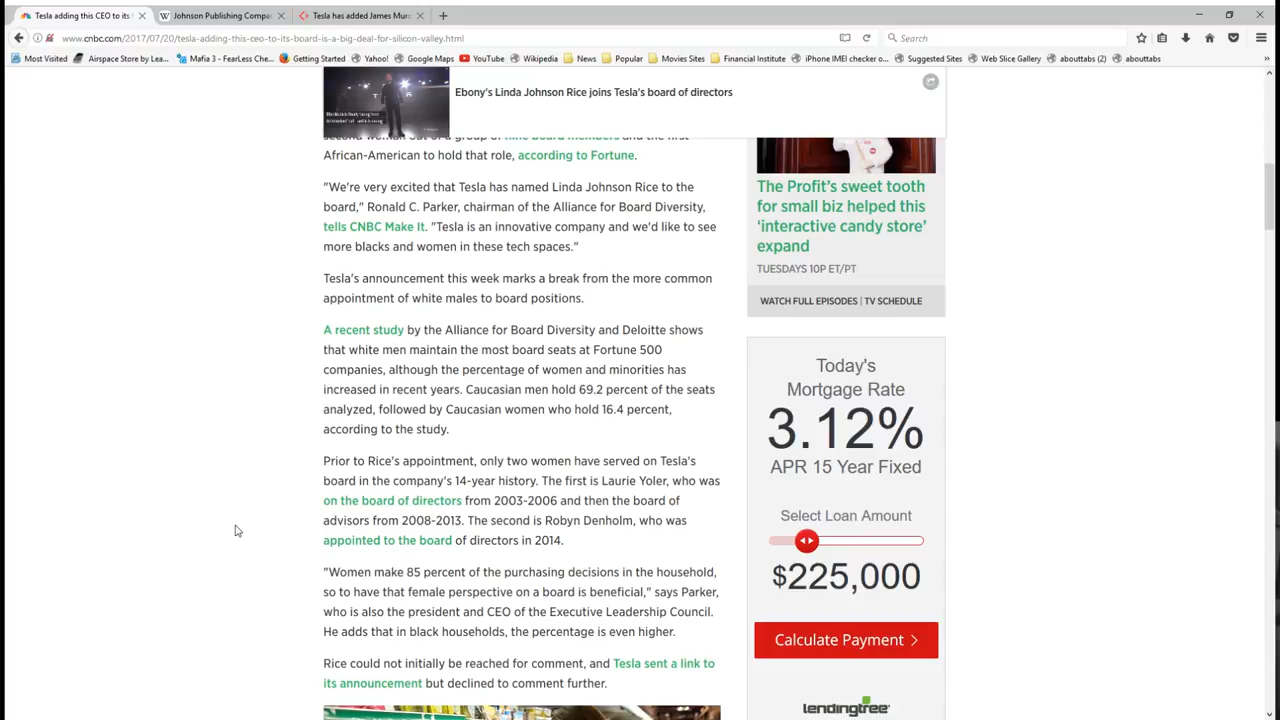 Tesla adding this CEO to its
Johnson Publishing Compa
Tesla has added James Murd
www.cnbc.com/2017/07/20/tesla-adding-this-ceo-to-its-board-is-a-big-deal-for-silicon-valley.html
Search
Most Visited
Airspace Store by Lea...
Mafia 3 - FearLess Che...
Getting Started
Yahoo!
Google Maps
YouTube
Wikipedia
News
Popular
Movies Sites
Financial Institute
iPhone IMEI checker o...
Suggested Sites
Web Slice Gallery
abouttabs (2)
abouttabs
Ebony's Linda Johnson Rice joins Tesla's board of directors
second woman out of a group of nine board members and the first
African-American to hold that role, according to Fortune.
"We're very excited that Tesla has named Linda Johnson Rice to the
board," Ronald C. Parker, chairman of the Alliance for Board Diversity,
tells CNBC Make It. "Tesla is an innovative company and we'd like to see
more blacks and women in these tech spaces."
Tesla's announcement this week marks a break from the more common
appointment of white males to board positions.
A recent study by the Alliance for Board Diversity and Deloitte shows
that white men maintain the most board seats at Fortune 500
companies, although the percentage of women and minorities has
increased in recent years. Caucasian men hold 69.2 percent of the seats
analyzed, followed by Caucasian women who hold 16.4 percent,
according to the study.
Prior to Rice's appointment, only two women have served on Tesla's
board in the company's 14-year history. The first is Laurie Yoler, who was
on the board of directors from 2003-2006 and then the board of
advisors from 2008-2013. The second is Robyn Denholm, who was
appointed to the board of directors in 2014.
"Women make 85 percent of the purchasing decisions in the household,
so to have that female perspective on a board is beneficial," says Parker,
who is also the president and CEO of the Executive Leadership Council.
He adds that in black households, the percentage is even higher.
Rice could not initially be reached for comment, and Tesla sent a link to
its announcement but declined to comment further.
The Profit's sweet tooth
for small biz helped this
'interactive candy store'
expand
TUESDAYS 10P ET/PT
WATCH FULL EPISODES | TV SCHEDULE
Today's
Mortgage Rate
3.12%
APR 15 Year Fixed
Select Loan Amount
$225,000
Calculate Payment
lendingtree